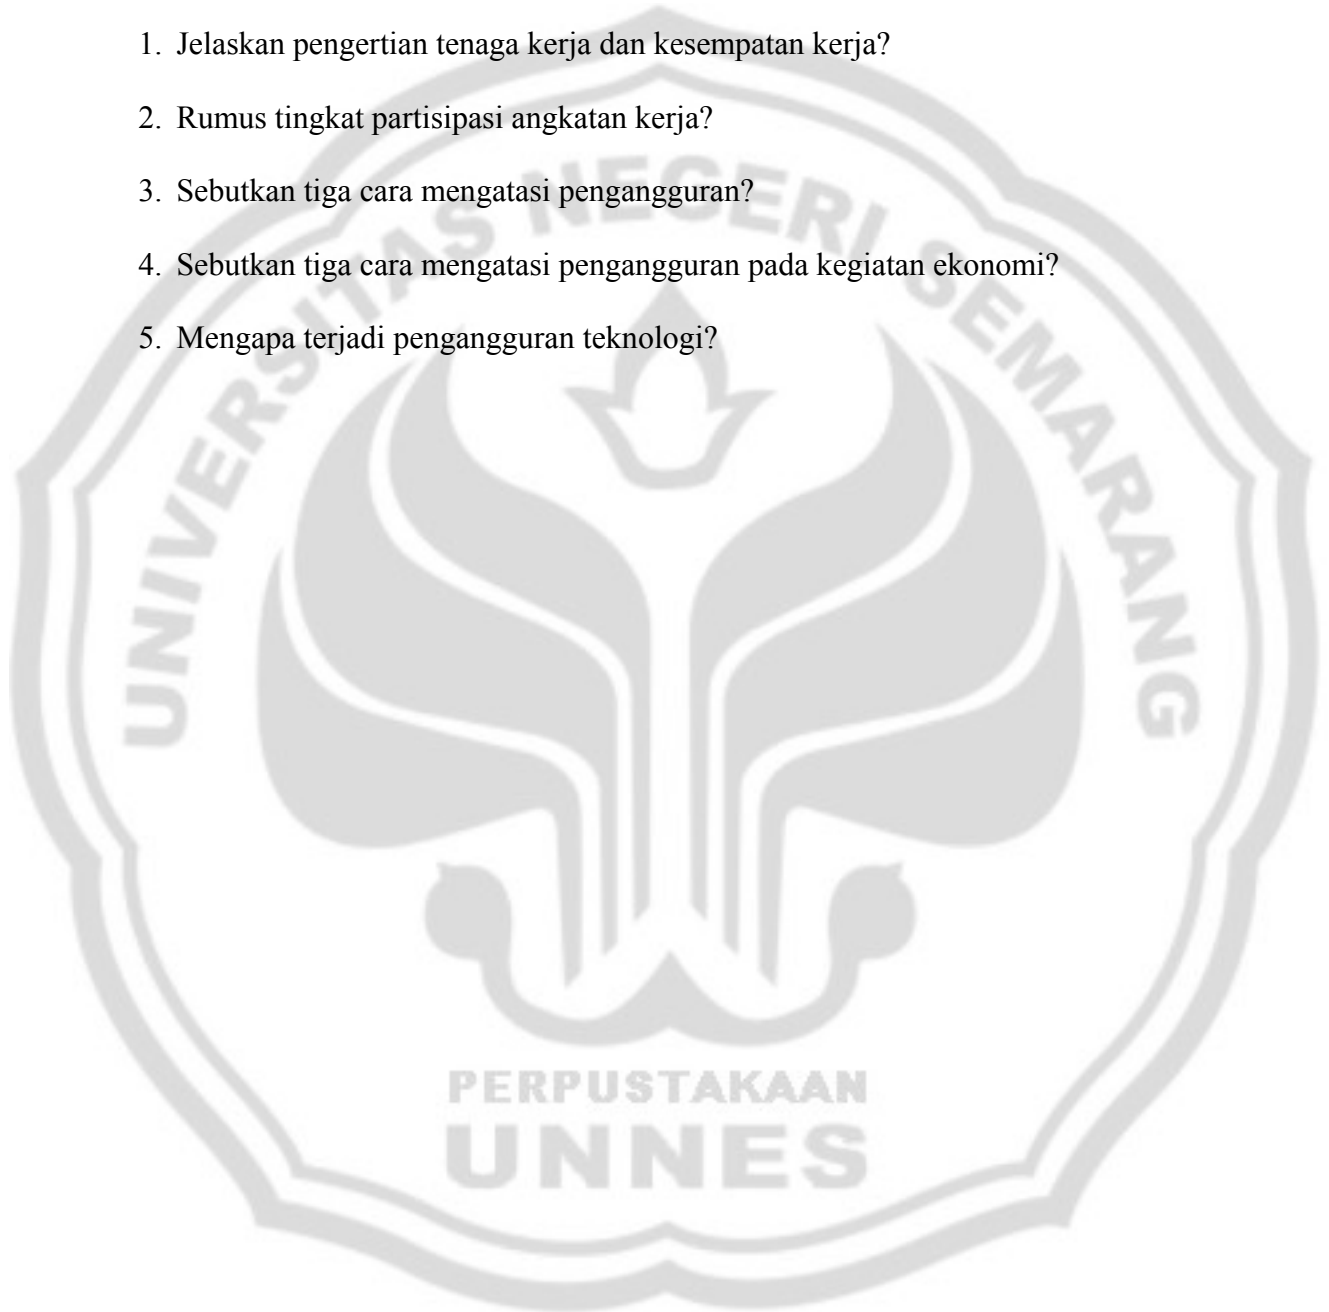 1. Jelaskan pengertian tenaga kerja dan kesempatan kerja?
2. Rumus tingkat partisipasi angkatan kerja?
3. Sebutkan tiga cara mengatasi pengangguran?
4. Sebutkan tiga cara mengatasi pengangguran pada kegiatan ekonomi?
5. Mengapa terjadi pengangguran teknologi?
UNIVERSITAS NEGERI SEMARANG
PERPUSTAKAAN
UNNES